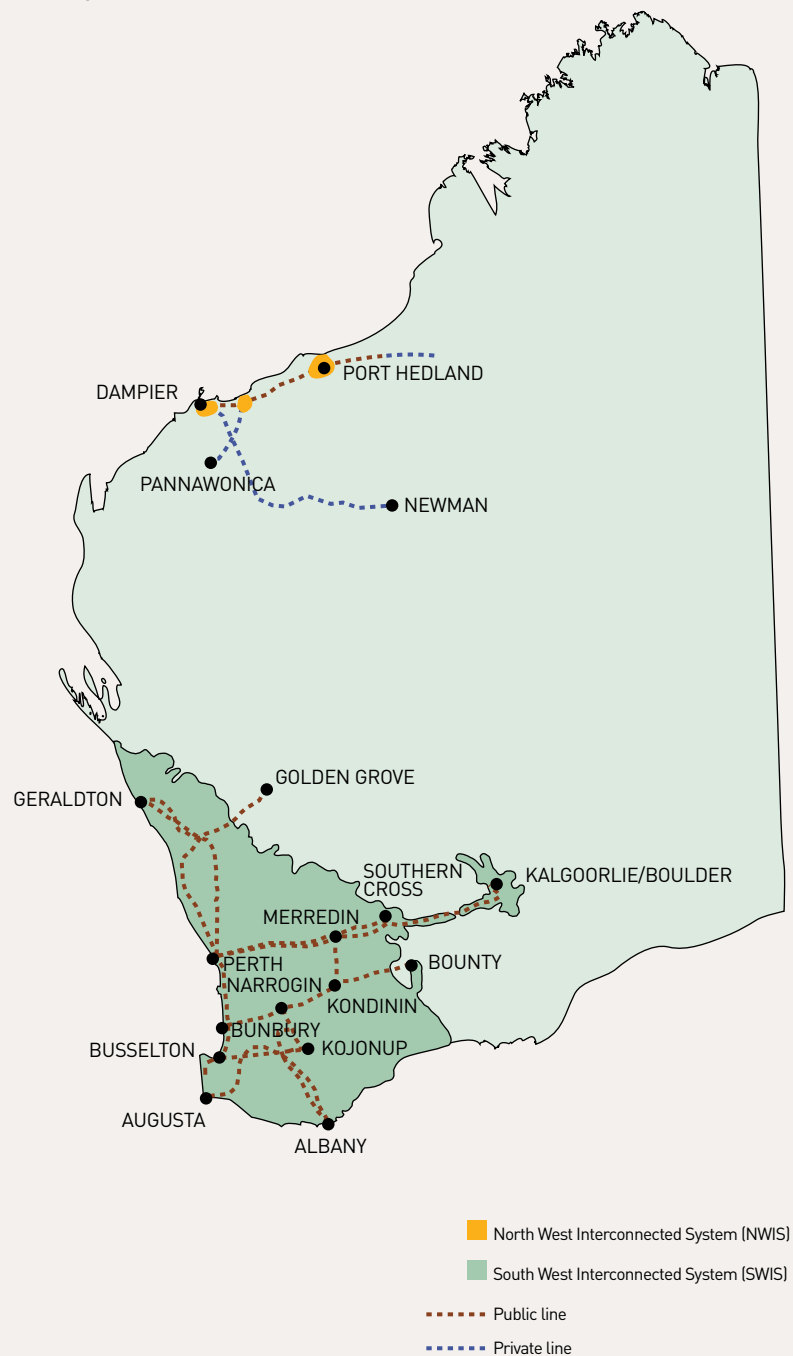 PORT HEDLAND
DAMPIER
PANNAWONICA
NEWMAN
GOLDEN GROVE
GERALDTON
SOUTHERN
CROSS
KALGOORLIE/BOULDER
MERREDIN
PERTH
BOUNTY
NARROGIN
KONDININ
BUNBURY
BUSSELTON
KOJONUP
AUGUSTA
ALBANY
North West Interconnected System (NWIS)
South West Interconnected System (SWIS)
Public line
Private line